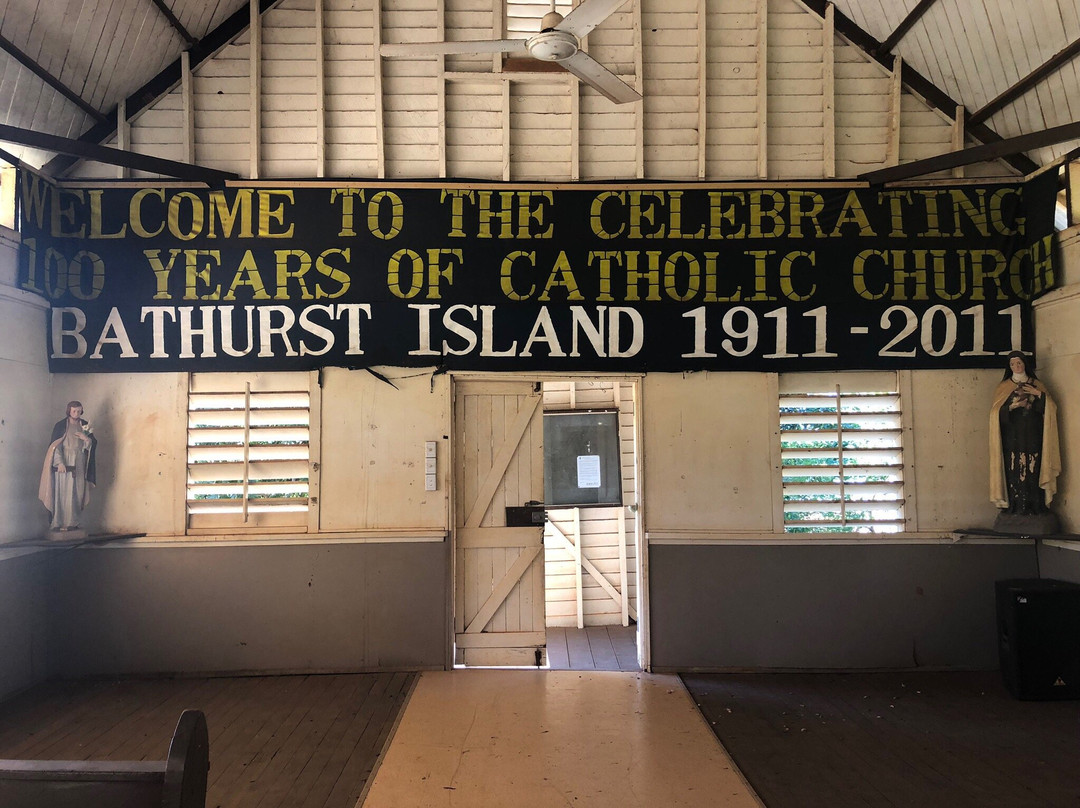 WELCOME TO THE CELEBRATING
100 YEARS OF CATHOLIC CHURCH
BATHURST ISLAND 1911-2011